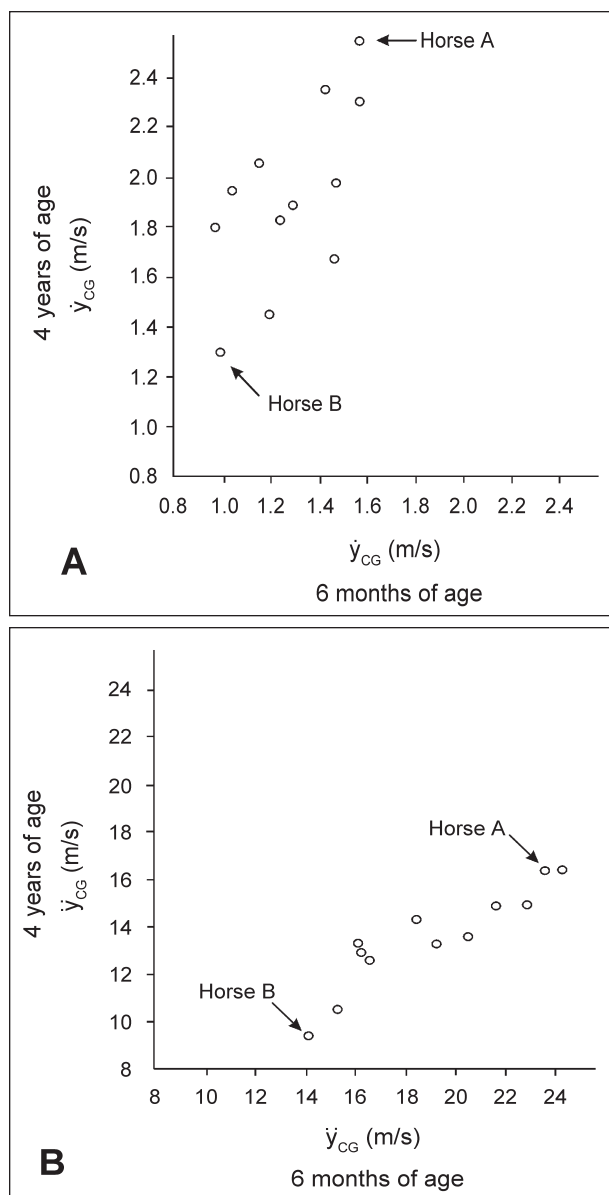 Horse A
2.4
2.2
2.0
1.8
1.6
1.4
1.2
1.0
0.8
4 years of age
ẏCG (m/s)
Horse B
0.8 1.0 1.2 1.4 1.6 1.8 2.0 2.2 2.4
A
ẏCG (m/s)
6 months of age
24
22
20
18
16
14
12
10
8
4 years of age
ÿCG (m/s)
Horse A
Horse B
8 10 12 14 16 18 20 22 24
B
ÿCG (m/s)
6 months of age